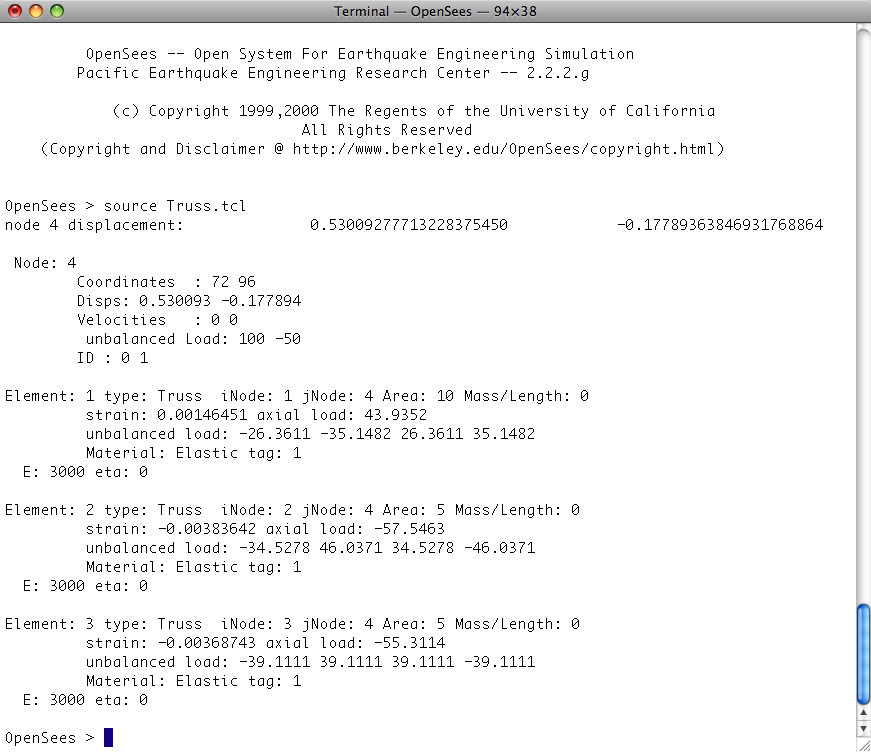 Terminal — OpenSees — 94×38
OpenSees -- Open System For Earthquake Engineering Simulation
Pacific Earthquake Engineering Research Center -- 2.2.2.g
(c) Copyright 1999,2000 The Regents of the University of California
All Rights Reserved
(Copyright and Disclaimer @ http://www.berkeley.edu/OpenSees/copyright.html)
OpenSees > source Truss.tcl
node 4 displacement: 0.53009277713228375450 -0.17789363846931768864
Node: 4
Coordinates : 72 96
Disps: 0.530093 -0.177894
Velocities : 0 0
unbalanced Load: 100 -50
ID : 0 1
Element: 1 type: Truss iNode: 1 jNode: 4 Area: 10 Mass/Length: 0
strain: 0.00146451 axial load: 43.9352
unbalanced load: -26.3611 -35.1482 26.3611 35.1482
Material: Elastic tag: 1
E: 3000 eta: 0
Element: 2 type: Truss iNode: 2 jNode: 4 Area: 5 Mass/Length: 0
strain: -0.00383642 axial load: -57.5463
unbalanced load: -34.5278 46.0371 34.5278 -46.0371
Material: Elastic tag: 1
E: 3000 eta: 0
Element: 3 type: Truss iNode: 3 jNode: 4 Area: 5 Mass/Length: 0
strain: -0.00368743 axial load: -55.3114
unbalanced load: -39.1111 39.1111 39.1111 -39.1111
Material: Elastic tag: 1
E: 3000 eta: 0
OpenSees >